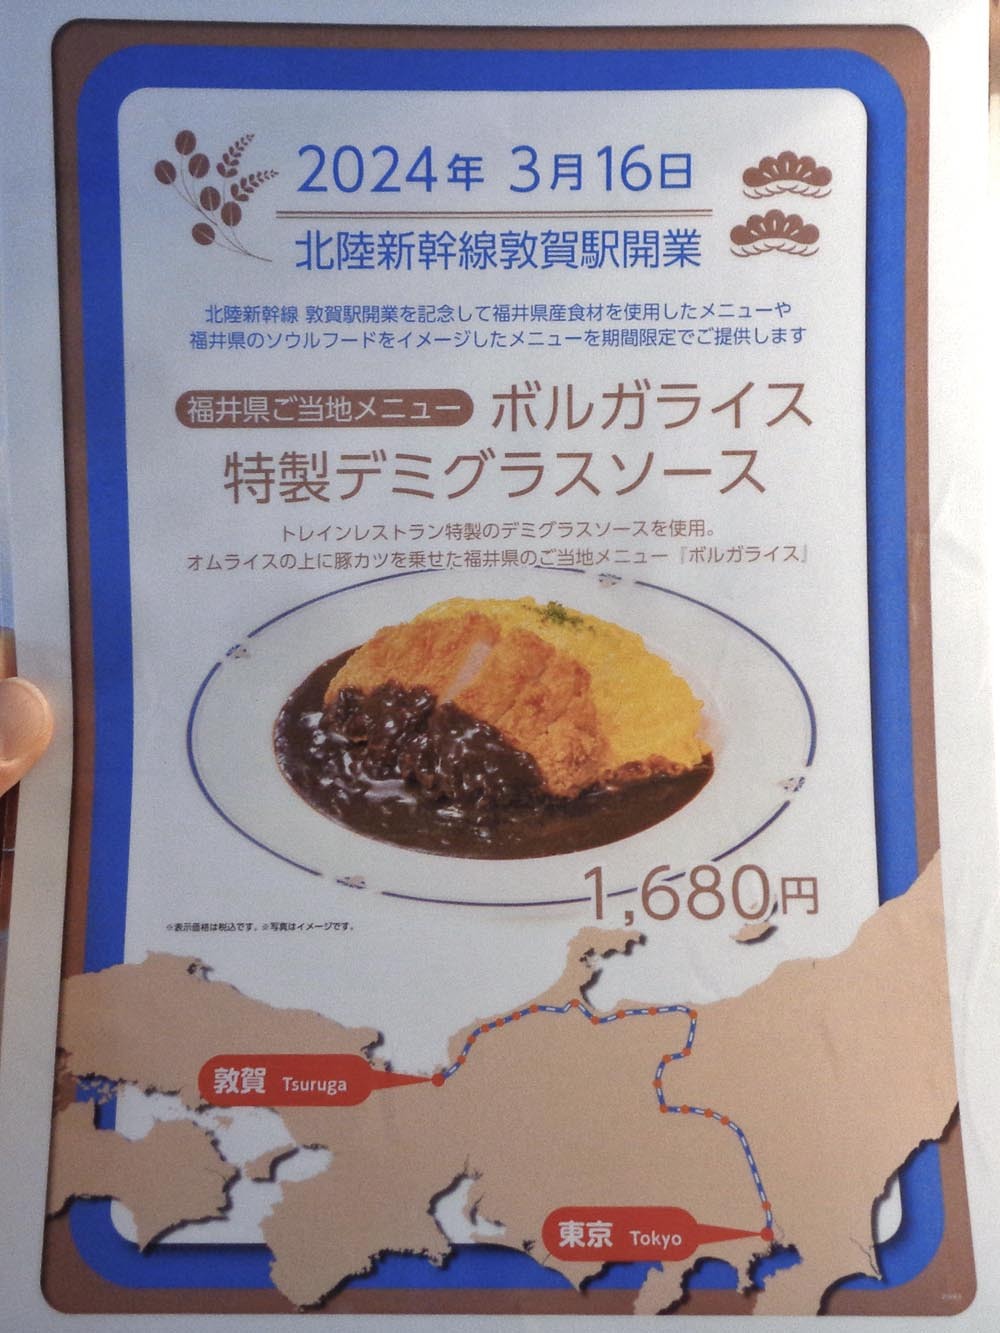 2024年 3月16日
北陸新幹線敦賀駅開業
北陸新幹線 敦賀駅開業を記念して福井県産食材を使用したメニューや
福井県のソウルフードをイメージしたメニューを期間限定でご提供します
福井県ご当地メニュー ボルガライス
特製デミグラスソース
トレインレストラン特製のデミグラスソースを使用。
オムライスの上に豚カツを乗せた福井県のご当地メニュー『ボルガライス』
1,680円
※表示価格は税込です。※写真はイメージです。
敦賀 Tsuruga
東京 Tokyo